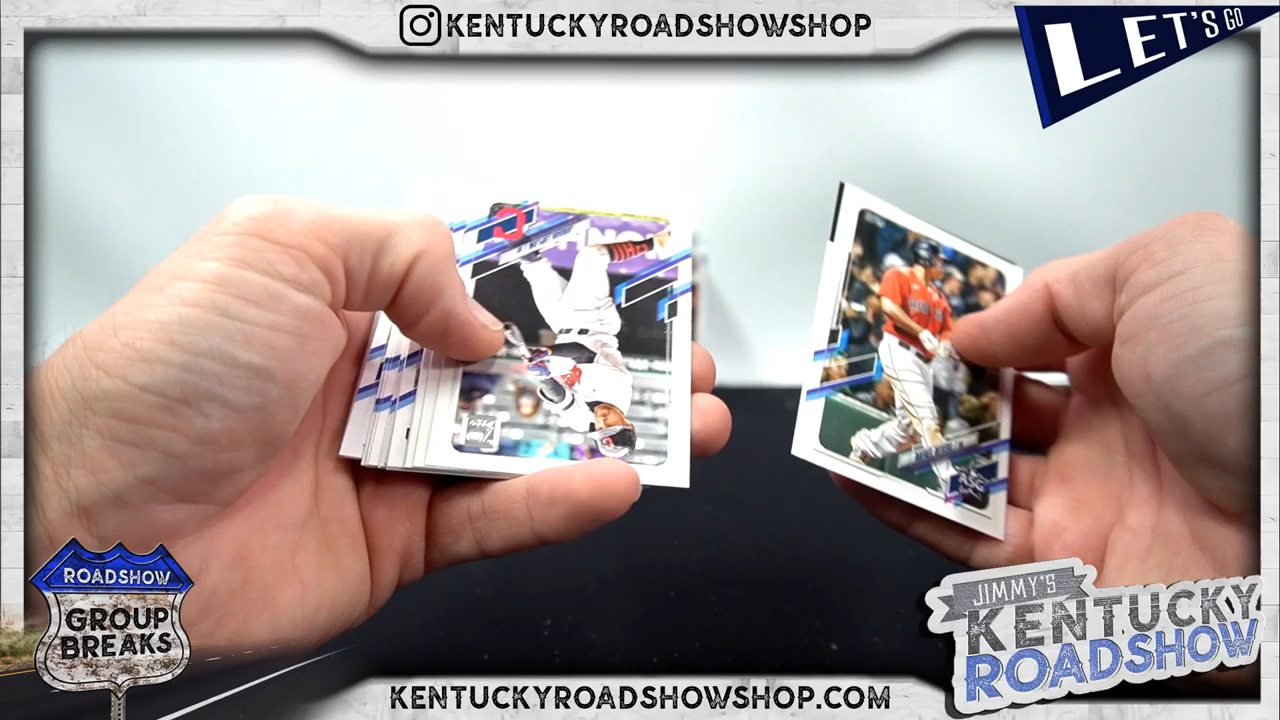 KENTUCKYROADSHOWSHOP
LET'S GO
ROADSHOW
GROUP
BREAKS
JIMMY'S
KENTUCKY
ROADSHOW
KENTUCKYROADSHOWSHOP.COM